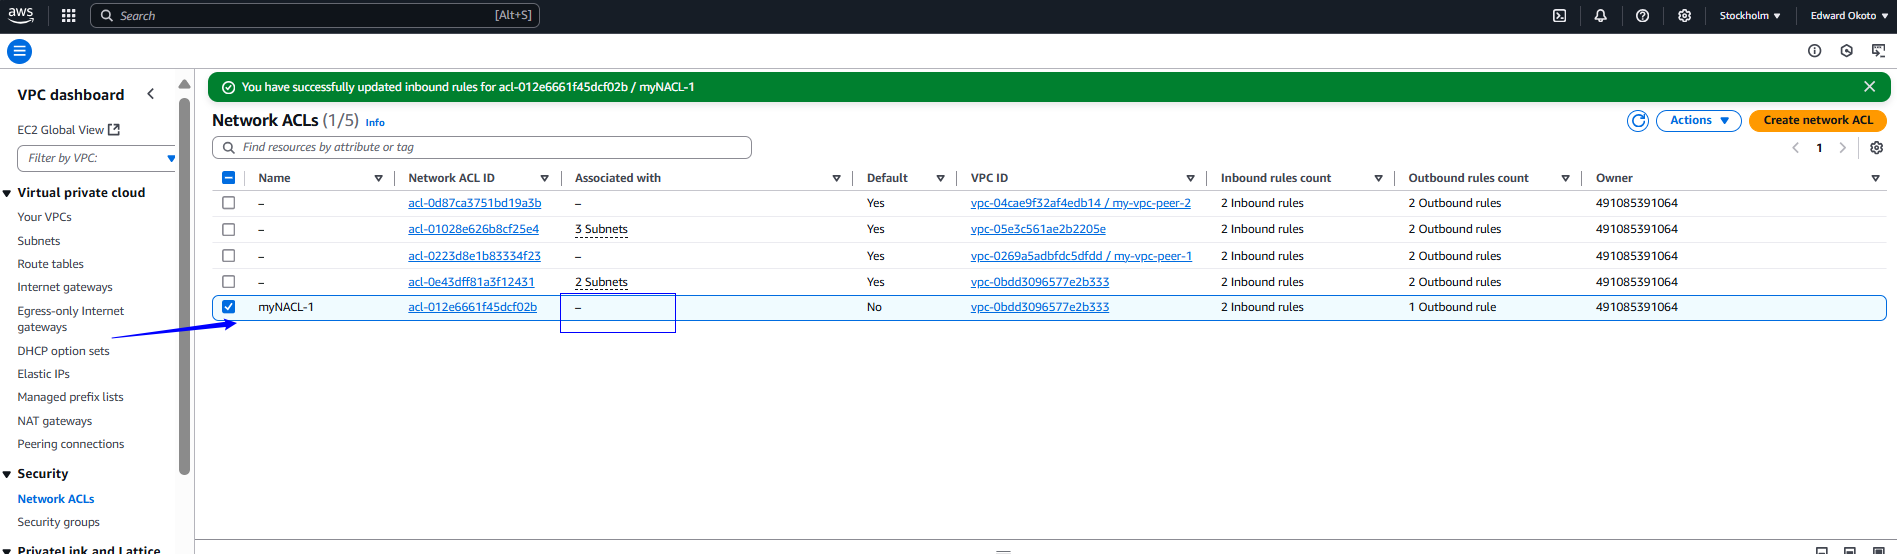 aws Search [Alt+S] Stockholm Edward Okoto
VPC dashboard
EC2 Global View
Filter by VPC:
Virtual private cloud
Your VPCs
Subnets
Route tables
Internet gateways
Egress-only Internet
gateways
DHCP option sets
Elastic IPs
Managed prefix lists
NAT gateways
Peering connections
Security
Network ACLs
Security groups
PrivateLink and Lattice
You have successfully updated inbound rules for acl-012e6661f45dcf02b / myNACL-1
Network ACLs (1/5) Info Actions Create network ACL
Find resources by attribute or tag 1
Name Network ACL ID Associated with Default VPC ID Inbound rules count Outbound rules count Owner
– acl-0d87ca3751bd19a3b – Yes vpc-04cae9f32af4edb14 / my-vpc-peer-2 2 Inbound rules 2 Outbound rules 491085391064
– acl-01028e626b8cf25e4 3 Subnets Yes vpc-05e3c561ae2b2205e 2 Inbound rules 2 Outbound rules 491085391064
– acl-0223d8e1b83334f23 – Yes vpc-0269a5adbfdc5dfdd / my-vpc-peer-1 2 Inbound rules 2 Outbound rules 491085391064
– acl-0e43dff81a3f12431 2 Subnets Yes vpc-0bdd3096577e2b333 2 Inbound rules 2 Outbound rules 491085391064
myNACL-1 acl-012e6661f45dcf02b – No vpc-0bdd3096577e2b333 2 Inbound rules 1 Outbound rule 491085391064